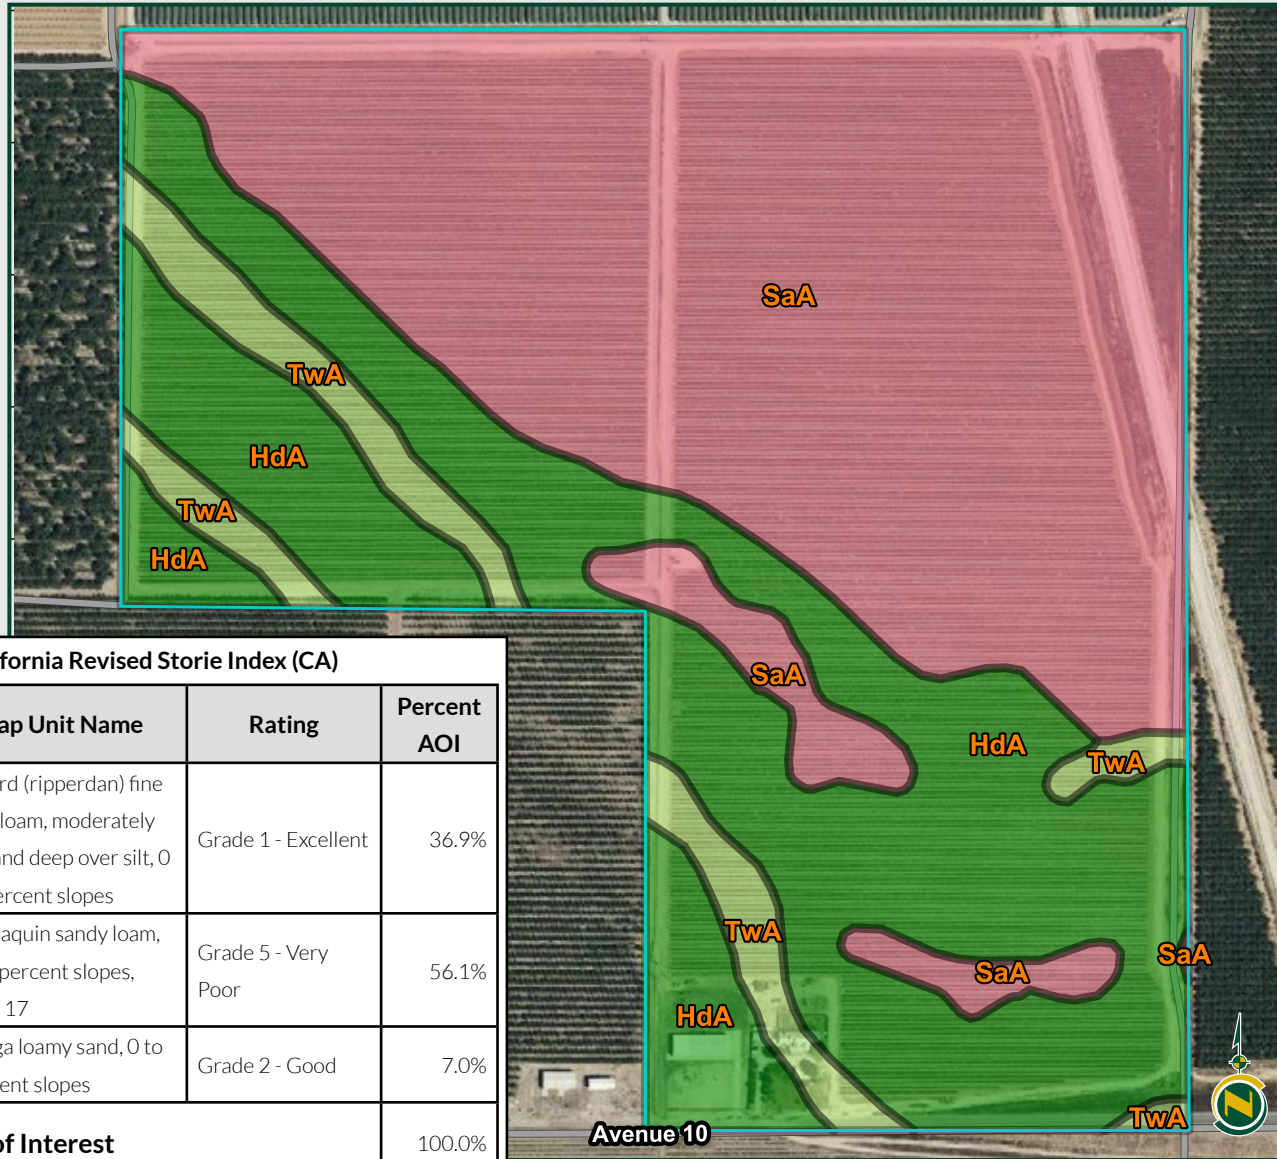 SaA
TwA
HdA
TwA
HdA
SaA
HdA
TwA
TwA
SaA
SaA
HdA
TwA
Avenue 10
ifornia Revised Storie Index (CA)
ap Unit Name Rating Percent AOI
rd (ripperdan) fine
loam, moderately
nd deep over silt, 0
ercent slopes
Grade 1 - Excellent 36.9%
aquin sandy loam,
percent slopes,
17
Grade 5 - Very
Poor
56.1%
ga loamy sand, 0 to
ent slopes
Grade 2 - Good 7.0%
of Interest 100.0%
N